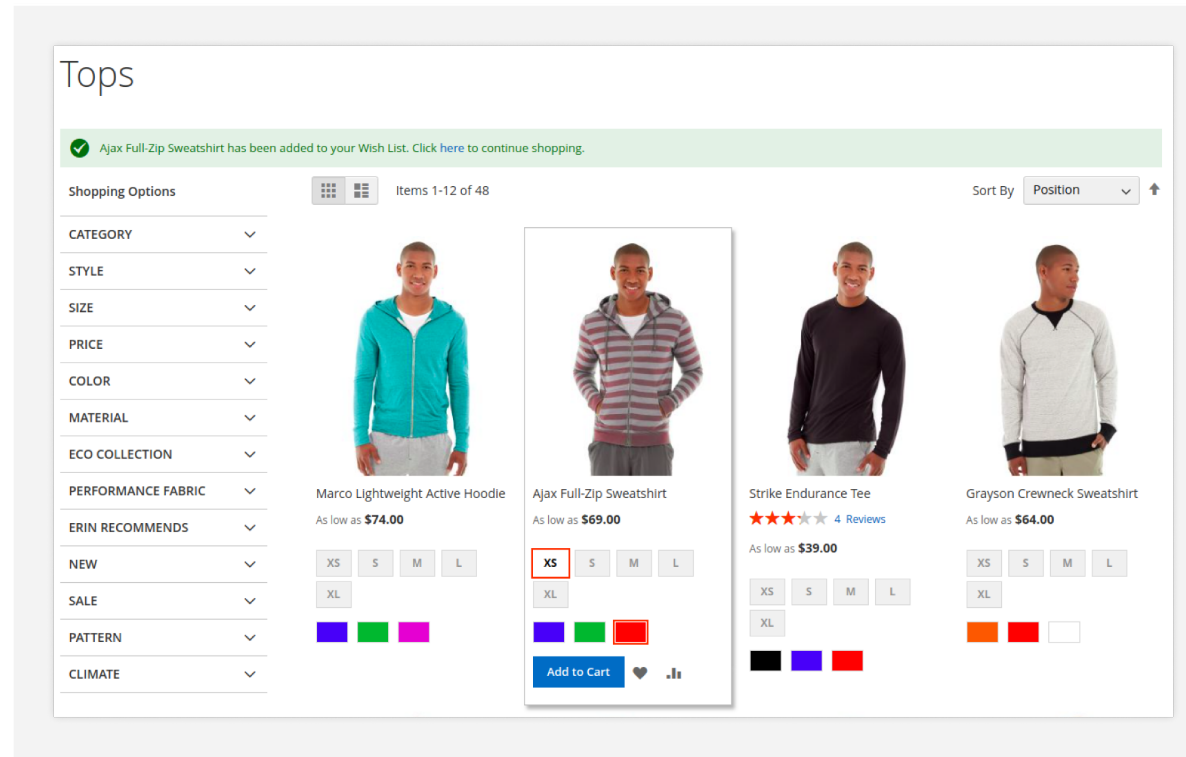 Tops
Ajax Full-Zip Sweatshirt has been added to your Wish List. Click here to continue shopping.
Shopping Options
CATEGORY
STYLE
SIZE
PRICE
COLOR
MATERIAL
ECO COLLECTION
PERFORMANCE FABRIC
ERIN RECOMMENDS
NEW
SALE
PATTERN
CLIMATE
Items 1-12 of 48
Sort By Position
Marco Lightweight Active Hoodie
As low as $74.00
XS S M L
XL
Ajax Full-Zip Sweatshirt
As low as $69.00
XS S M L
XL
Add to Cart
Strike Endurance Tee
4 Reviews
As low as $39.00
XS S M L
XL
Grayson Crewneck Sweatshirt
As low as $64.00
XS S M L
XL